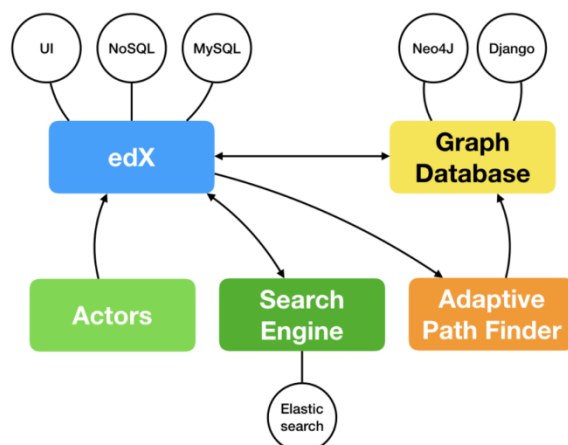 UI
NoSQL
MySQL
Neo4J
Django
edX
Graph
Database
Actors
Search
Engine
Adaptive
Path Finder
Elastic
search